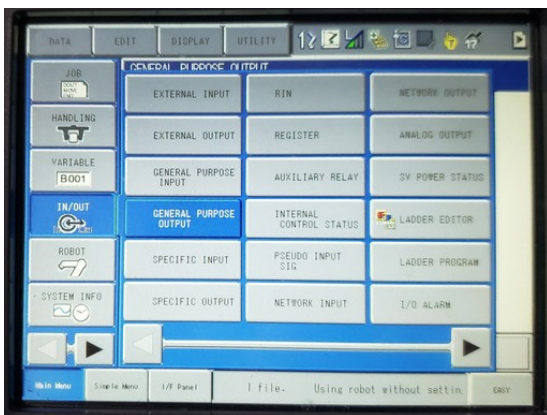 DATA
EDIT
DISPLAY
UTILITY
JOB
HANDLING
VARIABLE
B001
IN/OUT
ROBOT
SYSTEM INFO
GENERAL PURPOSE OUTPUT
EXTERNAL INPUT
RIN
NETWORK OUTPUT
EXTERNAL OUTPUT
REGISTER
ANALOG OUTPUT
GENERAL PURPOSE
INPUT
AUXILIARY RELAY
SV POWER STATUS
GENERAL PURPOSE
OUTPUT
INTERNAL
CONTROL STATUS
LADDER EDITOR
SPECIFIC INPUT
PSEUDO INPUT
SIG
LADDER PROGRAM
SPECIFIC OUTPUT
NETWORK INPUT
I/O ALARM
Main Menu
Simple Menu
I/F Panel
l file. Using robot without settin
EASY